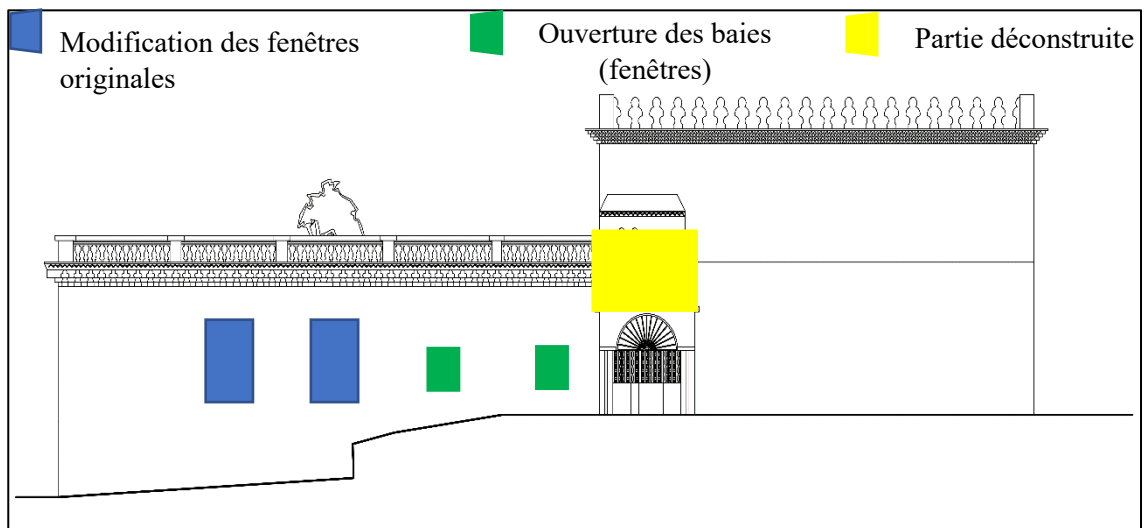 Modification des fenêtres
originales
Ouverture des baies
(fenêtres)
Partie déconstruite